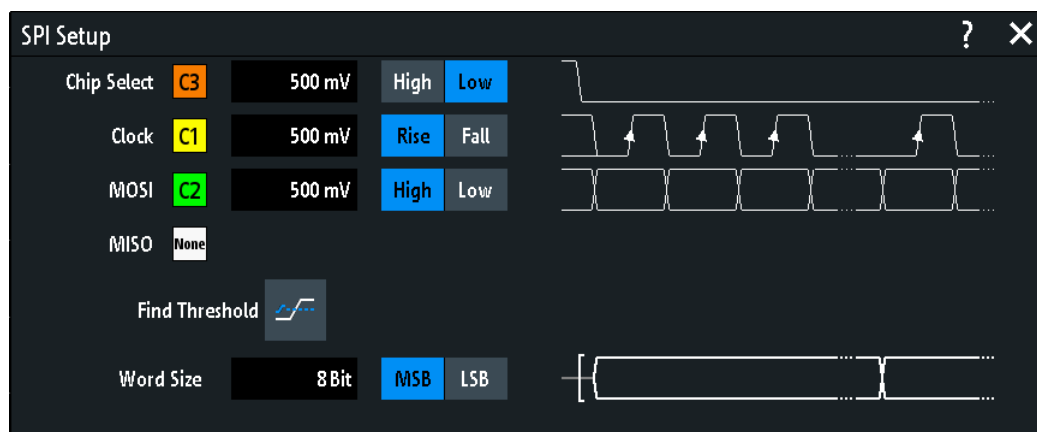 SPI Setup ? ✕
Chip Select C3 500 mV High Low
Clock C1 500 mV Rise Fall
MOSI C2 500 mV High Low
MISO None
Find Threshold
Word Size 8 Bit MSB LSB